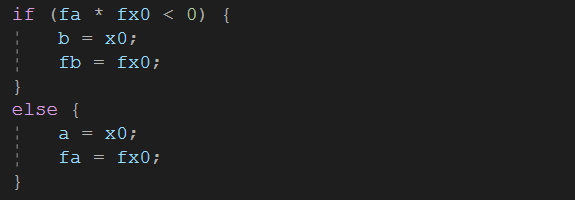 if (fa * fx0 < 0) {
    b = x0;
    fb = fx0;
}
else {
    a = x0;
    fa = fx0;
}